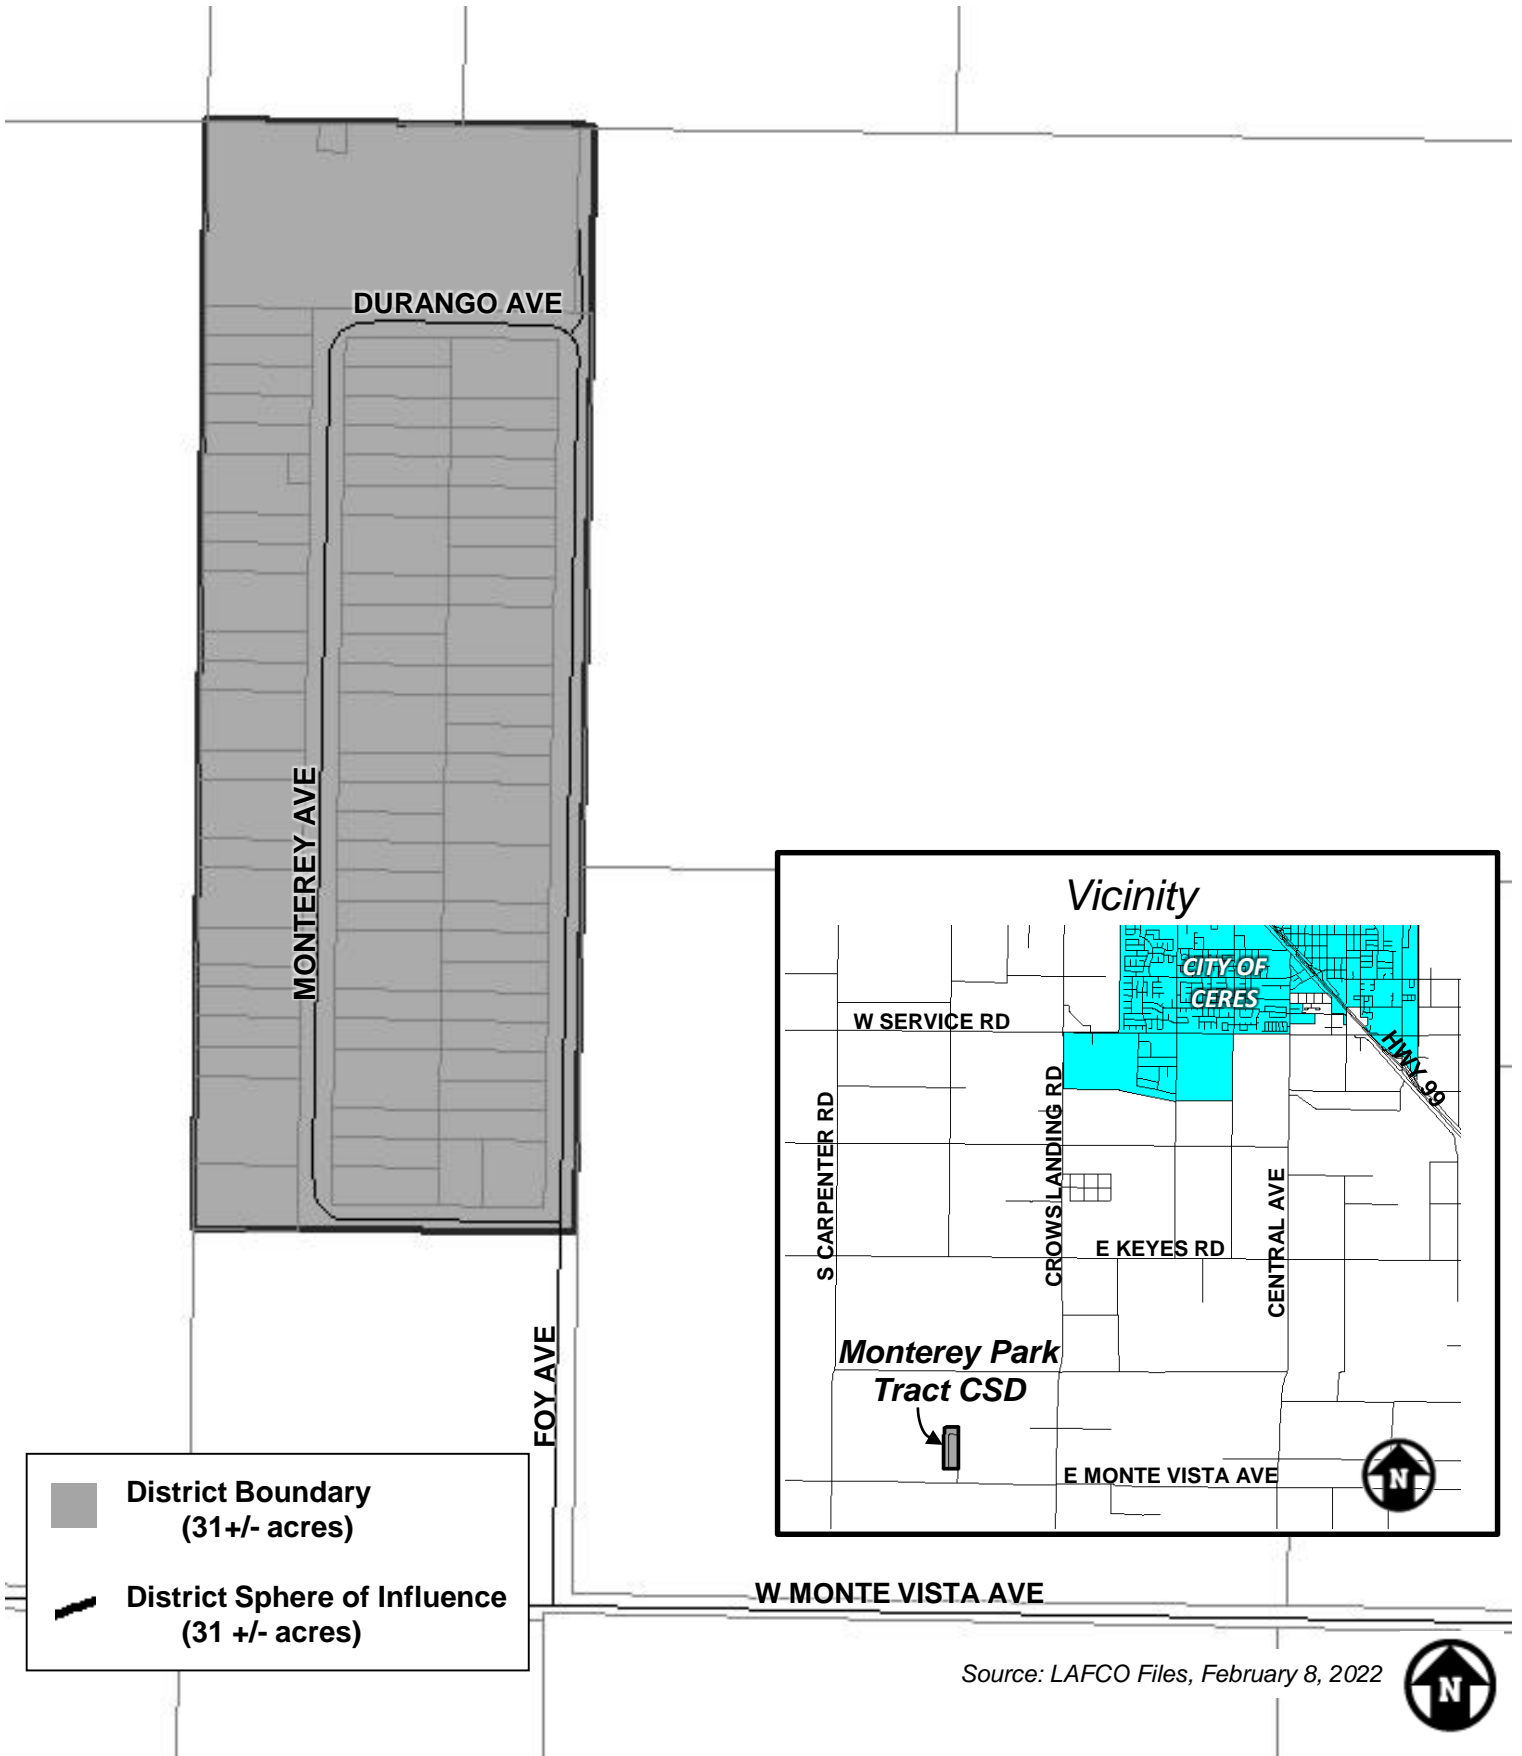 DURANGO AVE
MONTEREY AVE
FOY AVE
Vicinity
CITY OF
CERES
W SERVICE RD
HWY 99
S CARPENTER RD
CROWS LANDING RD
CENTRAL AVE
E KEYES RD
Monterey Park
Tract CSD
E MONTE VISTA AVE
N
District Boundary
(31+/- acres)
District Sphere of Influence
(31 +/- acres)
W MONTE VISTA AVE
Source: LAFCO Files, February 8, 2022
N